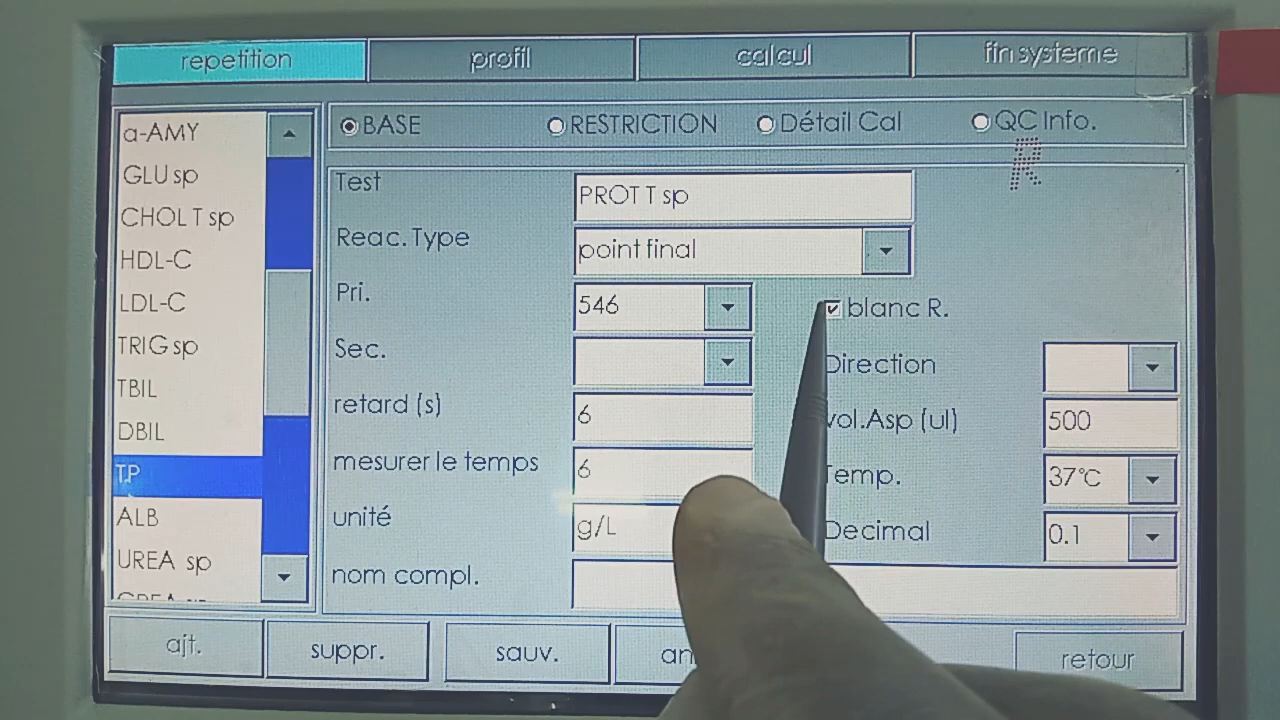 repetition profil calcul fin systeme
α-AMY
GLU sp
CHOL T sp
HDL-C
LDL-C
TRIG sp
TBIL
DBIL
TP
ALB
UREA sp
BASE RESTRICTION Détail Cal QC Info.
R
Test PROT T sp
Reac. Type point final
Pri. 546 blanc R.
Sec. Direction
retard (s) 6 vol.Asp (ul) 500
mesurer le temps 6 Temp. 37℃
unité g/L Decimal 0.1
nom compl.
ajt. suppr. sauv. retour